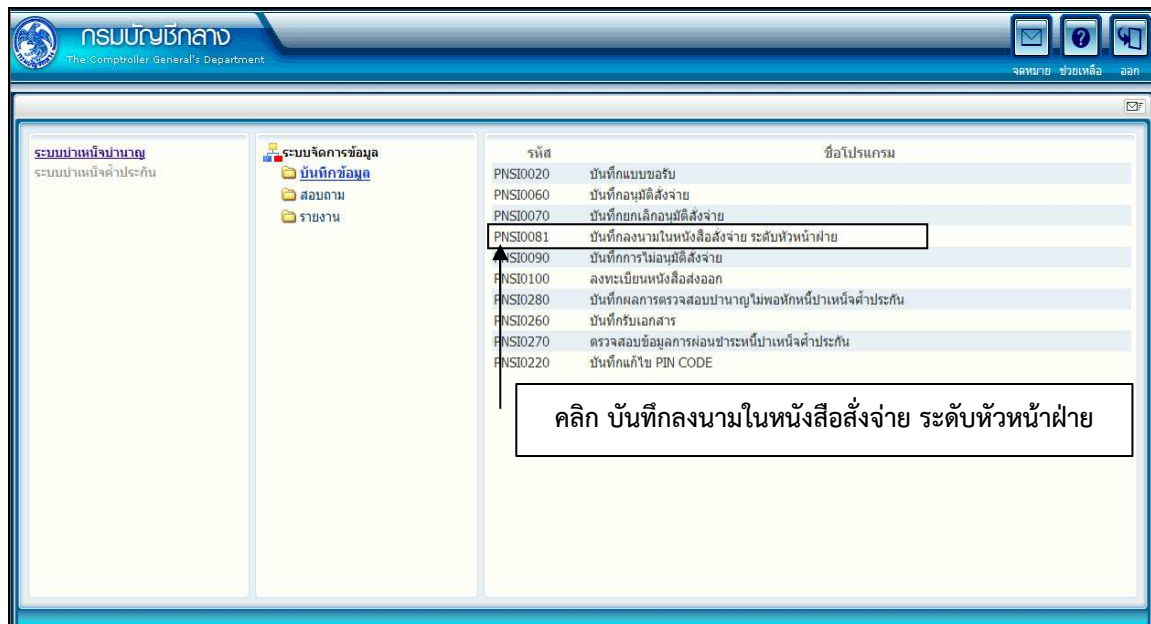 กรมบัญชีกลาง
The Comptroller General's Department
จดหมาย ช่วยเหลือ ออก
ระบบบำเหน็จบำนาญ
ระบบบำเหน็จค้ำประกัน
ระบบจัดการข้อมูล
บันทึกข้อมูล
สอบถาม
รายงาน
รหัส ชื่อโปรแกรม
PNSI0020 บันทึกแบบขอรับ
PNSI0060 บันทึกอนุมัติสั่งจ่าย
PNSI0070 บันทึกยกเลิกอนุมัติสั่งจ่าย
PNSI0081 บันทึกลงนามในหนังสือสั่งจ่าย ระดับหัวหน้าฝ่าย
PNSI0090 บันทึกการไม่อนุมัติสั่งจ่าย
PNSI0100 ลงทะเบียนหนังสือส่งออก
PNSI0280 บันทึกผลการตรวจสอบบำนาญไม่พอหักหนี้บำเหน็จค้ำประกัน
PNSI0260 บันทึกรับเอกสาร
PNSI0270 ตรวจสอบข้อมูลการผ่อนชำระหนี้บำเหน็จค้ำประกัน
PNSI0220 บันทึกแก้ไข PIN CODE
คลิก บันทึกลงนามในหนังสือสั่งจ่าย ระดับหัวหน้าฝ่าย